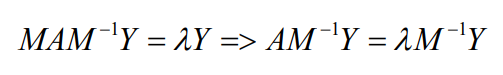 MAM⁻¹Y = λY => AM⁻¹Y = λM⁻¹Y